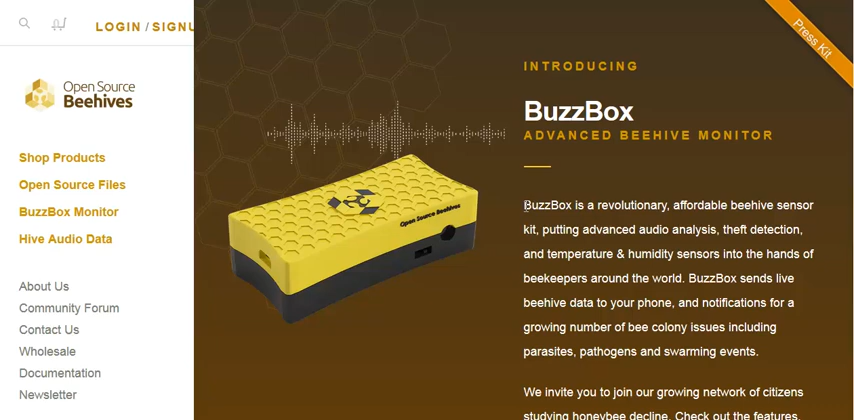 LOGIN / SIGNU
Open Source
Beehives
Shop Products
Open Source Files
BuzzBox Monitor
Hive Audio Data
About Us
Community Forum
Contact Us
Wholesale
Documentation
Newsletter
Open Source Beehives
Press Kit
INTRODUCING
BuzzBox
ADVANCED BEEHIVE MONITOR
BuzzBox is a revolutionary, affordable beehive sensor
kit, putting advanced audio analysis, theft detection,
and temperature & humidity sensors into the hands of
beekeepers around the world. BuzzBox sends live
beehive data to your phone, and notifications for a
growing number of bee colony issues including
parasites, pathogens and swarming events.
We invite you to join our growing network of citizens
studying honeybee decline. Check out the features,